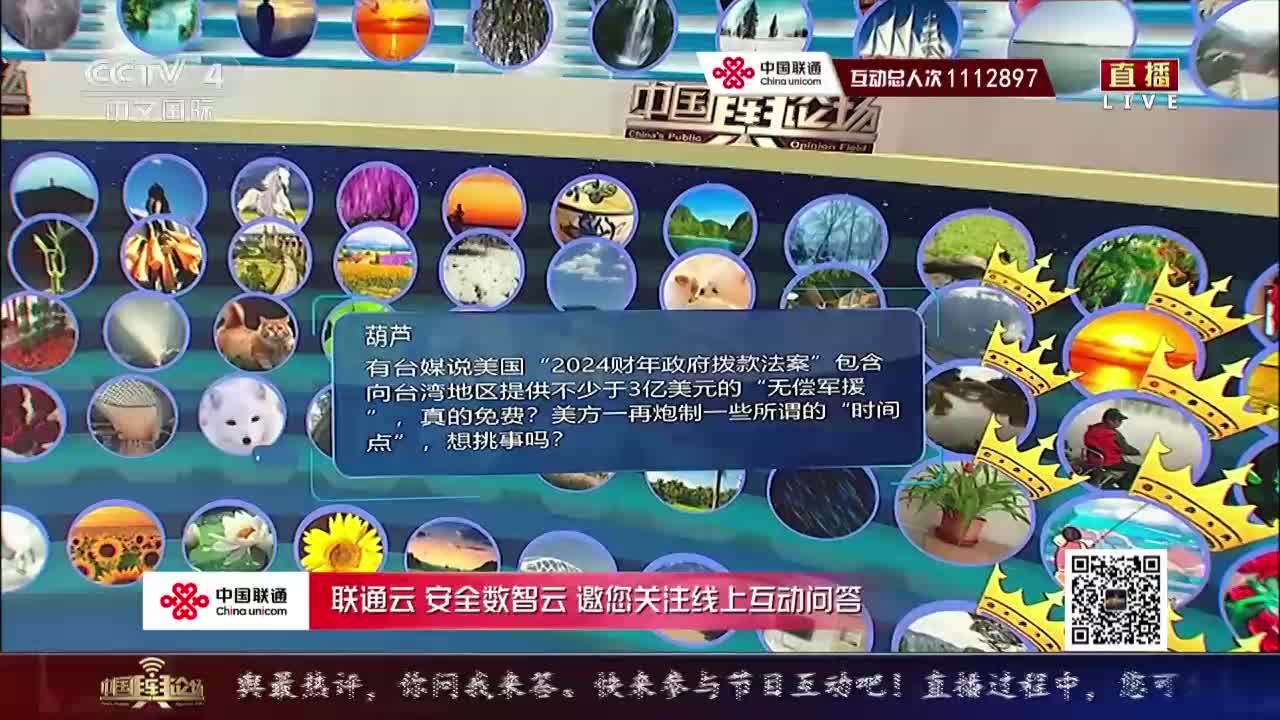 CCTV 4
中文国际
中国联通
China unicom
互动总人次 1112897
直播
LIVE
中国舆论场
China's Public Opinion Field
葫芦
有台媒说美国“2024财年政府拨款法案”包含
向台湾地区提供不少于3亿美元的“无偿军援
”，真的免费？美方一再炮制一些所谓的“时间
点”，想挑事吗？
中国联通
China unicom
联通云 安全数智云 邀您关注线上互动问答
中国舆论场
舆最热评，你问我来答。快来参与节目互动吧！直播过程中，您可